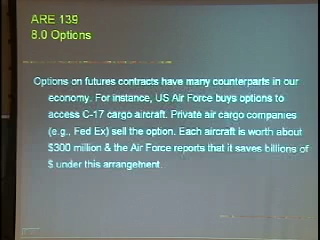 ARE 139
8.0 Options
Options on futures contracts have many counterparts in our
economy. For instance, US Air Force buys options to
access C-17 cargo aircraft. Private air cargo companies
(e.g., Fed Ex) sell the option. Each aircraft is worth about
$300 million & the Air Force reports that it saves billions of
$ under this arrangement.